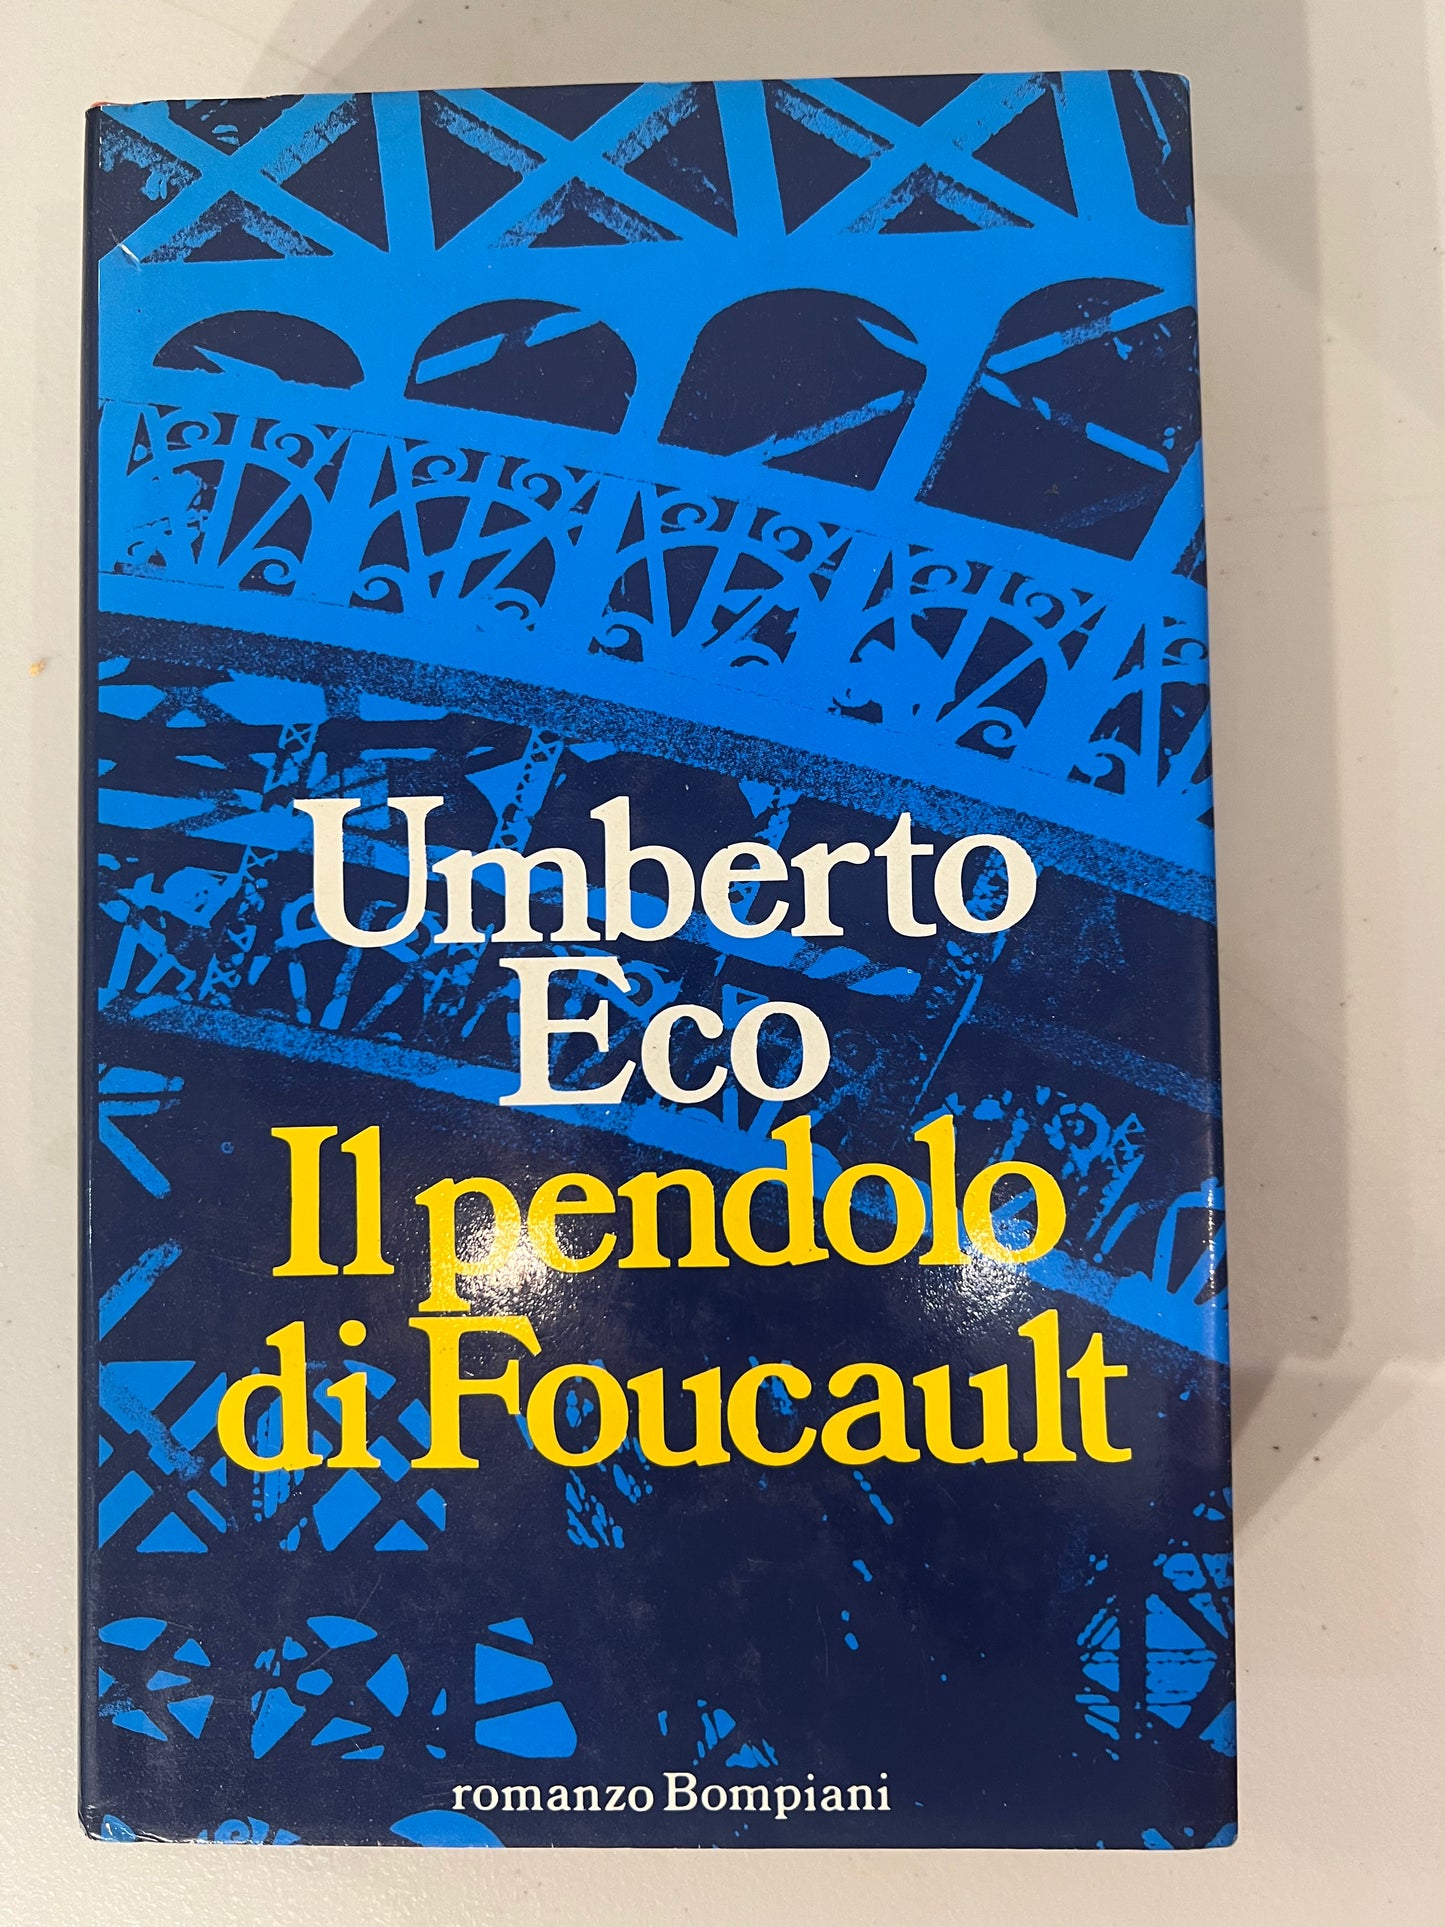 Umberto
Eco
Il pendolo
di Foucault
romanzo Bompiani